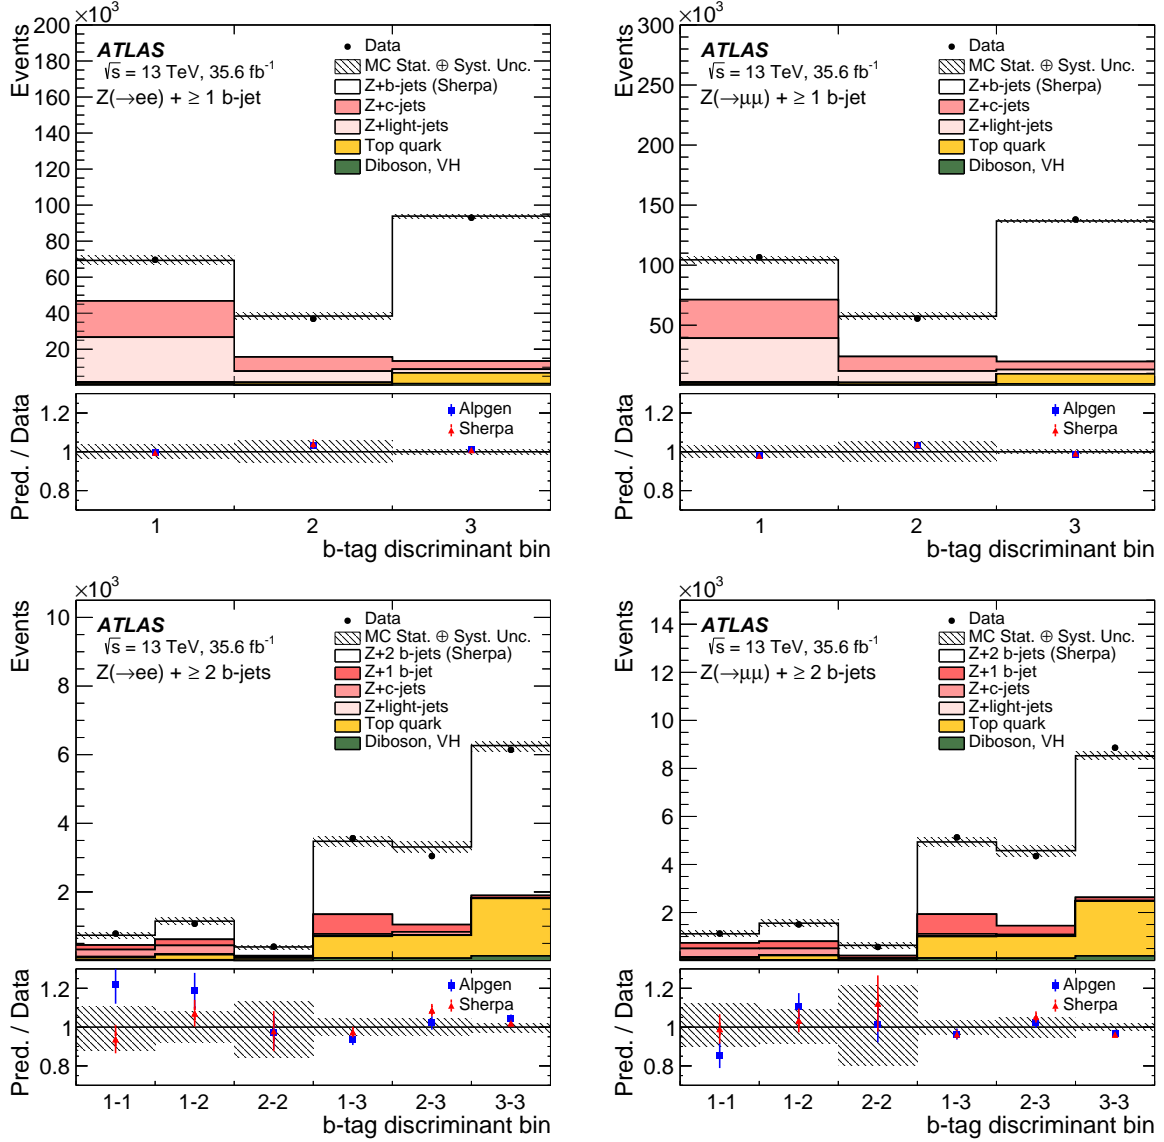 ×10³
Events
200
180
160
140
120
100
80
60
40
20
ATLAS
√s = 13 TeV, 35.6 fb⁻¹
Z(→ee) + ≥ 1 b-jet
Data
MC Stat. ⊕ Syst. Unc.
Z+b-jets (Sherpa)
Z+c-jets
Z+light-jets
Top quark
Diboson, VH
Pred. / Data
1.2
1
0.8
Alpgen
Sherpa
1 2 3
b-tag discriminant bin
×10³
Events
300
250
200
150
100
50
ATLAS
√s = 13 TeV, 35.6 fb⁻¹
Z(→μμ) + ≥ 1 b-jet
Data
MC Stat. ⊕ Syst. Unc.
Z+b-jets (Sherpa)
Z+c-jets
Z+light-jets
Top quark
Diboson, VH
Pred. / Data
1.2
1
0.8
Alpgen
Sherpa
1 2 3
b-tag discriminant bin
×10³
Events
10
8
6
4
2
ATLAS
√s = 13 TeV, 35.6 fb⁻¹
Z(→ee) + ≥ 2 b-jets
Data
MC Stat. ⊕ Syst. Unc.
Z+2 b-jets (Sherpa)
Z+1 b-jet
Z+c-jets
Z+light-jets
Top quark
Diboson, VH
Pred. / Data
1.2
1
0.8
Alpgen
Sherpa
1-1 1-2 2-2 1-3 2-3 3-3
b-tag discriminant bin
×10³
Events
14
12
10
8
6
4
2
ATLAS
√s = 13 TeV, 35.6 fb⁻¹
Z(→μμ) + ≥ 2 b-jets
Data
MC Stat. ⊕ Syst. Unc.
Z+2 b-jets (Sherpa)
Z+1 b-jet
Z+c-jets
Z+light-jets
Top quark
Diboson, VH
Pred. / Data
1.2
1
0.8
Alpgen
Sherpa
1-1 1-2 2-2 1-3 2-3 3-3
b-tag discriminant bin